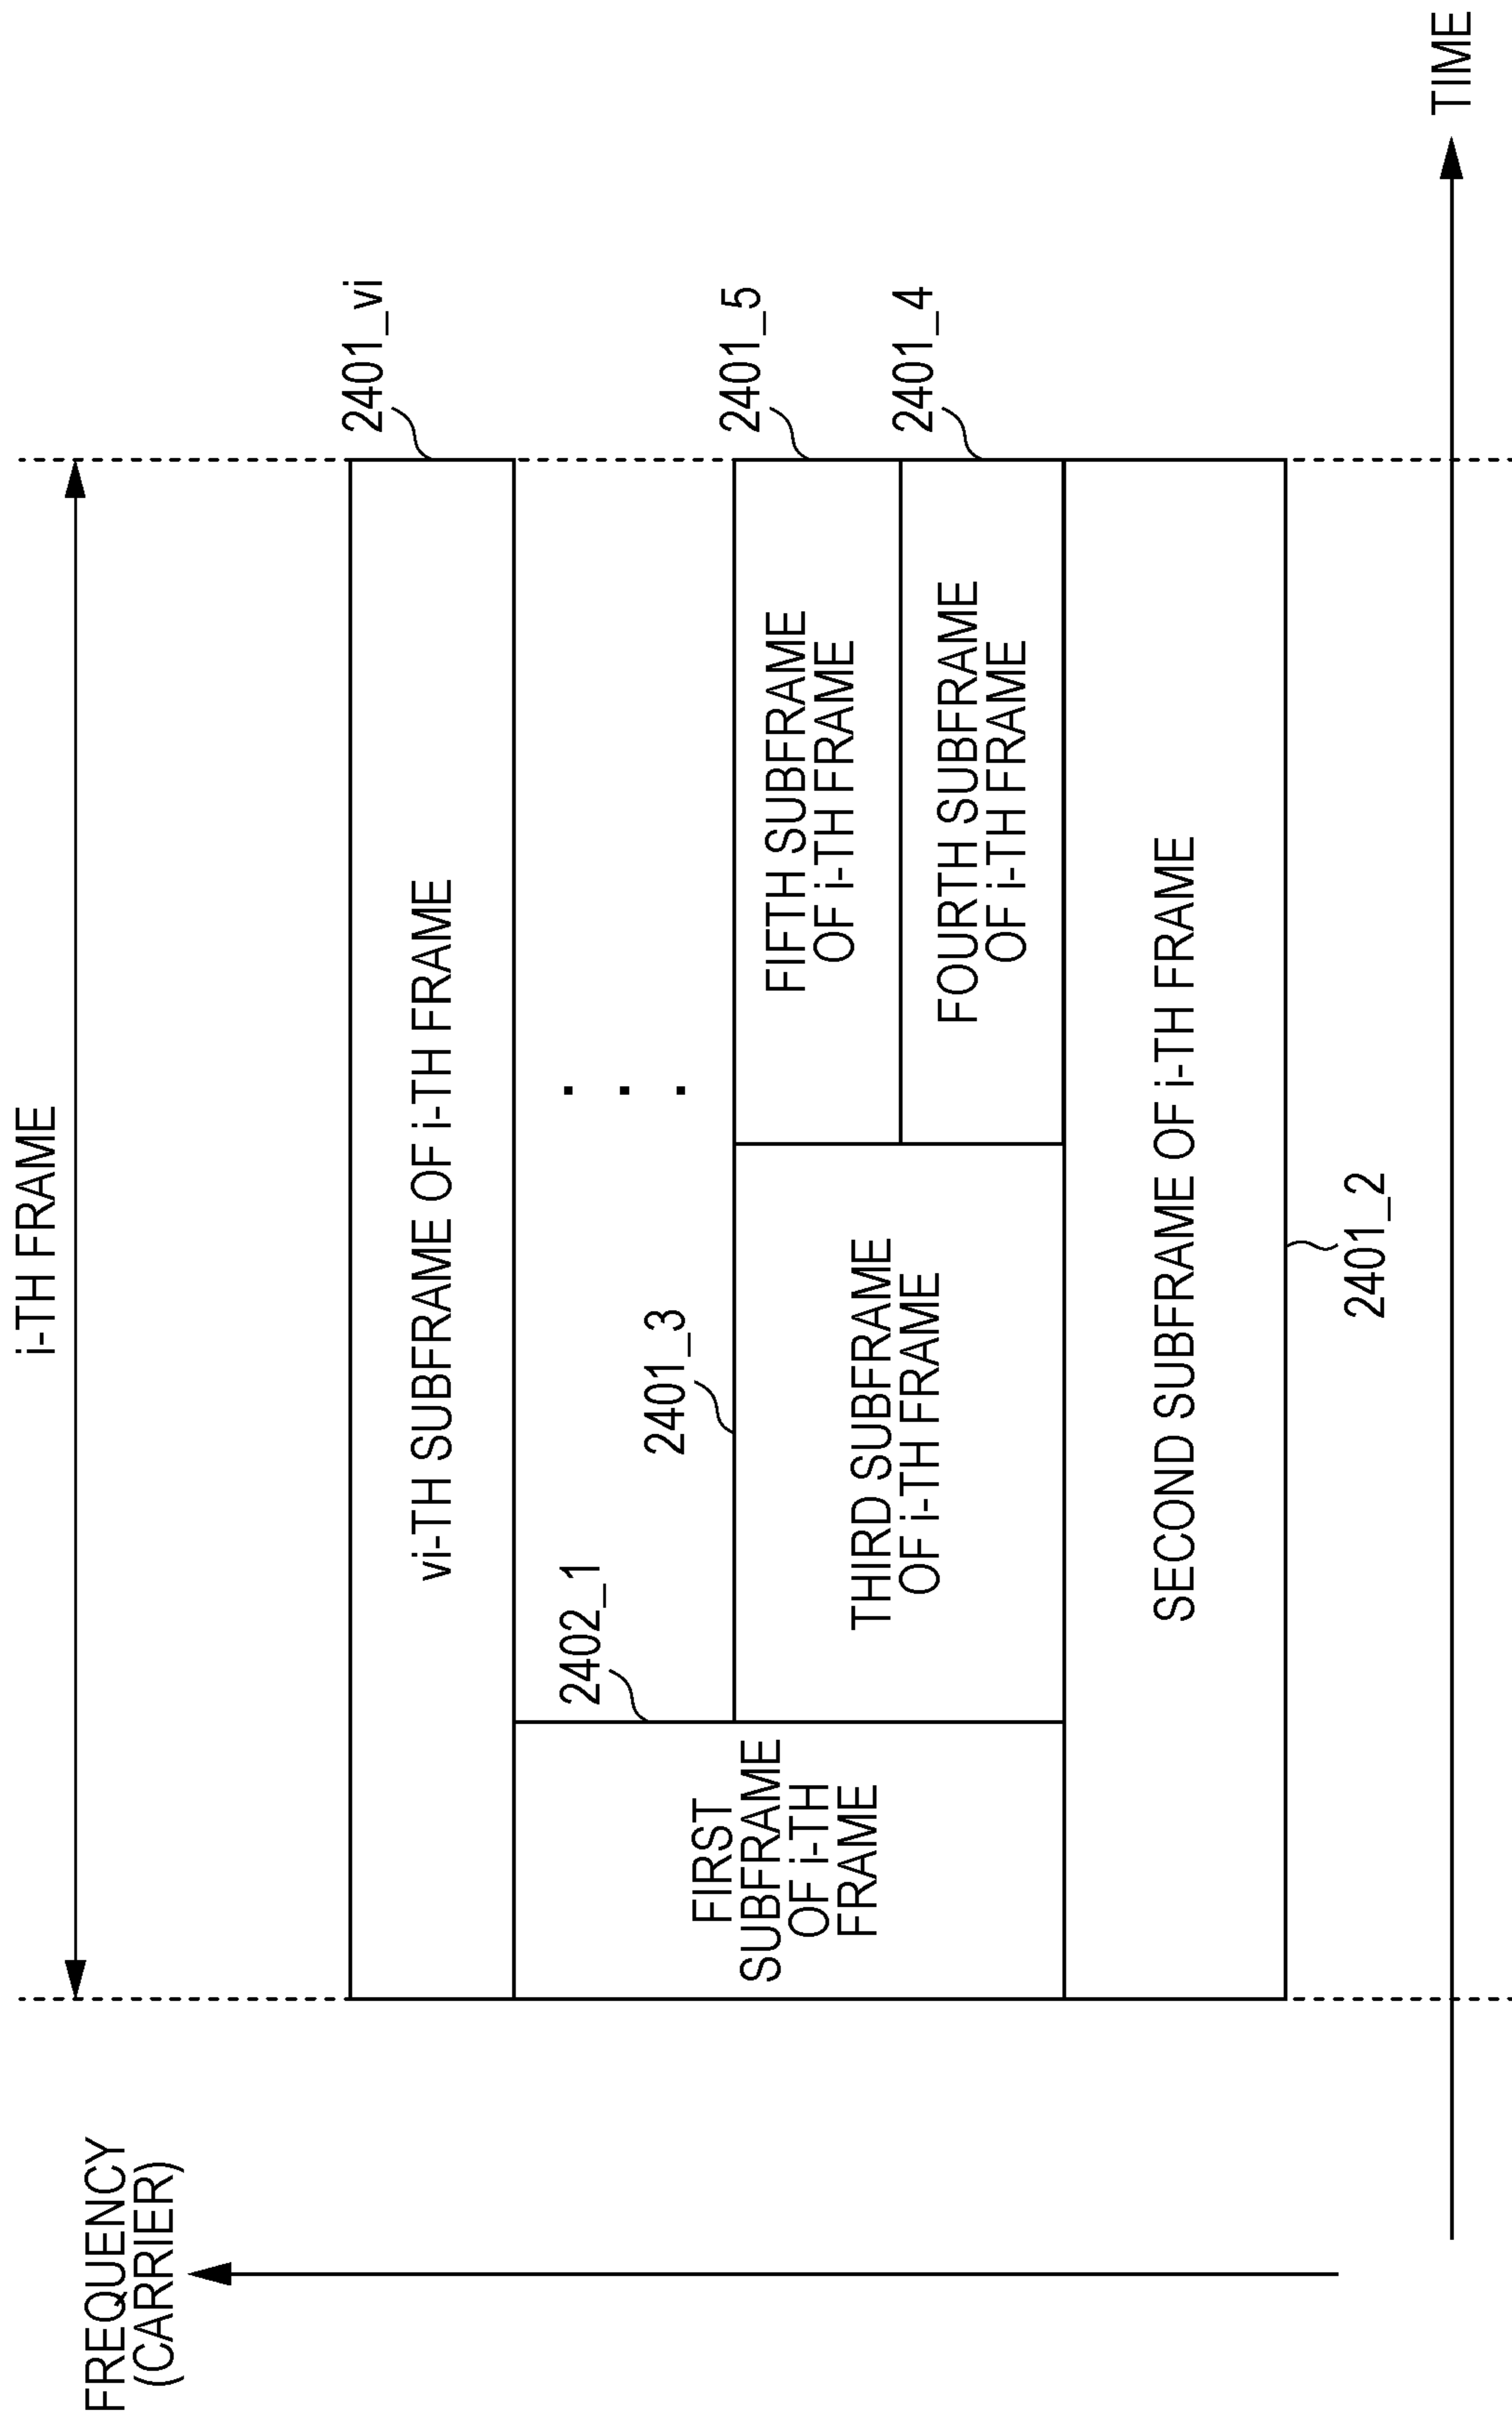 i-TH FRAME
FREQUENCY
(CARRIER)
2401_vi
vi-TH SUBFRAME OF i-TH FRAME
2402_1
2401_3
2401_5
FIRST
SUBFRAME
OF i-TH
FRAME
THIRD SUBFRAME
OF i-TH FRAME
FIFTH SUBFRAME
OF i-TH FRAME
2401_4
FOURTH SUBFRAME
OF i-TH FRAME
SECOND SUBFRAME OF i-TH FRAME
2401_2
TIME